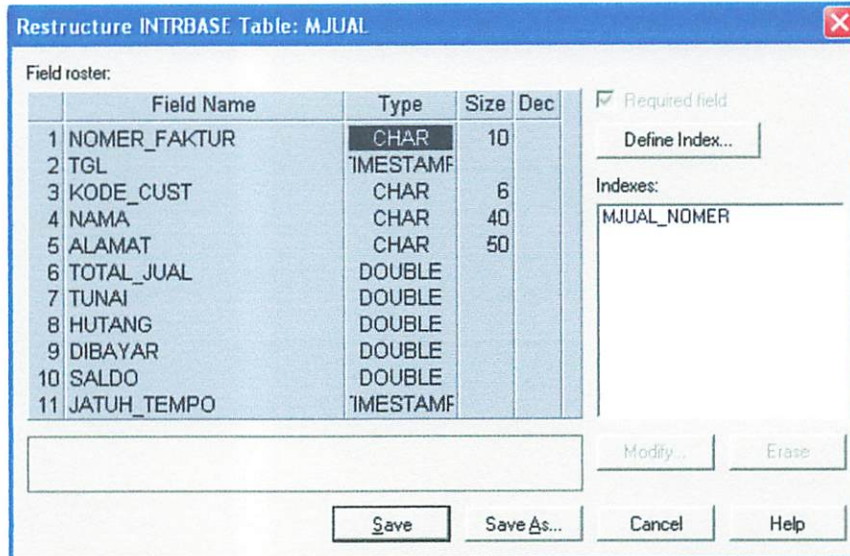 Restructure INTRBASE Table: MJUAL
Field roster:
Field Name Type Size Dec
1 NOMER_FAKTUR CHAR 10
2 TGL TIMESTAMP
3 KODE_CUST CHAR 6
4 NAMA CHAR 40
5 ALAMAT CHAR 50
6 TOTAL_JUAL DOUBLE
7 TUNAI DOUBLE
8 HUTANG DOUBLE
9 DIBAYAR DOUBLE
10 SALDO DOUBLE
11 JATUH_TEMPO TIMESTAMP
Required field
Define Index...
Indexes:
MJUAL_NOMER
Modify... Erase
Save Save As... Cancel Help